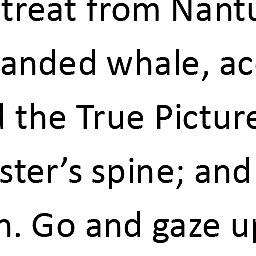 treat from Nantu
anded whale, ac
the True Picture
ster’s spine; and
n. Go and gaze up